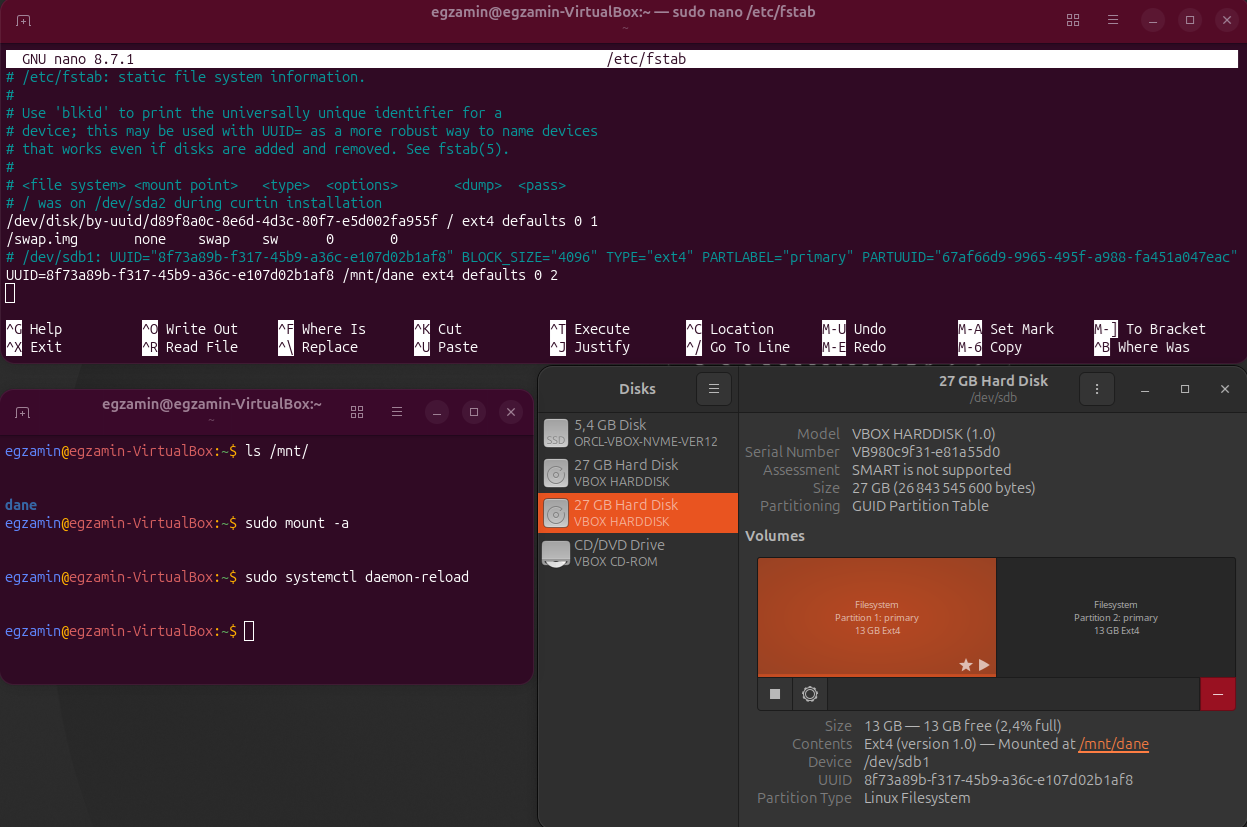 egzamin@egzamin-VirtualBox:~ — sudo nano /etc/fstab
~
GNU nano 8.7.1 /etc/fstab
# /etc/fstab: static file system information.
#
# Use 'blkid' to print the universally unique identifier for a
# device; this may be used with UUID= as a more robust way to name devices
# that works even if disks are added and removed. See fstab(5).
#
# <file system> <mount point>   <type>  <options>       <dump>  <pass>
# / was on /dev/sda2 during curtin installation
/dev/disk/by-uuid/d89f8a0c-8e6d-4d3c-80f7-e5d002fa955f / ext4 defaults 0 1
/swap.img       none    swap    sw      0       0
# /dev/sdb1: UUID="8f73a89b-f317-45b9-a36c-e107d02b1af8" BLOCK_SIZE="4096" TYPE="ext4" PARTLABEL="primary" PARTUUID="67af66d9-9965-495f-a988-fa451a047eac"
UUID=8f73a89b-f317-45b9-a36c-e107d02b1af8 /mnt/dane ext4 defaults 0 2
^G Help ^O Write Out ^F Where Is ^K Cut ^T Execute ^C Location M-U Undo M-A Set Mark M-] To Bracket
^X Exit ^R Read File ^\ Replace ^U Paste ^J Justify ^/ Go To Line M-E Redo M-6 Copy ^B Where Was
egzamin@egzamin-VirtualBox:~
~
egzamin@egzamin-VirtualBox:~$ ls /mnt/
dane
egzamin@egzamin-VirtualBox:~$ sudo mount -a
egzamin@egzamin-VirtualBox:~$ sudo systemctl daemon-reload
egzamin@egzamin-VirtualBox:~$
Disks
5,4 GB Disk
SSD
ORCL-VBOX-NVME-VER12
27 GB Hard Disk
VBOX HARDDISK
27 GB Hard Disk
VBOX HARDDISK
CD/DVD Drive
VBOX CD-ROM
27 GB Hard Disk
/dev/sdb
Model VBOX HARDDISK (1.0)
Serial Number VB980c9f31-e81a55d0
Assessment SMART is not supported
Size 27 GB (26 843 545 600 bytes)
Partitioning GUID Partition Table
Volumes
Filesystem
Partition 1: primary
13 GB Ext4
Filesystem
Partition 2: primary
13 GB Ext4
Size 13 GB — 13 GB free (2,4% full)
Contents Ext4 (version 1.0) — Mounted at /mnt/dane
Device /dev/sdb1
UUID 8f73a89b-f317-45b9-a36c-e107d02b1af8
Partition Type Linux Filesystem